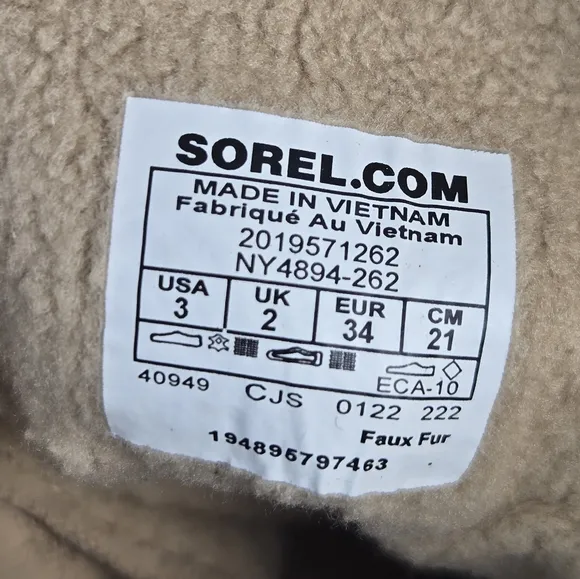 SOREL.COM
MADE IN VIETNAM
Fabriqué Au Vietnam
2019571262
NY4894-262
USA UK EUR CM
3 2 34 21
ECA-10
40949 CJS 0122 222
Faux Fur
194895797463